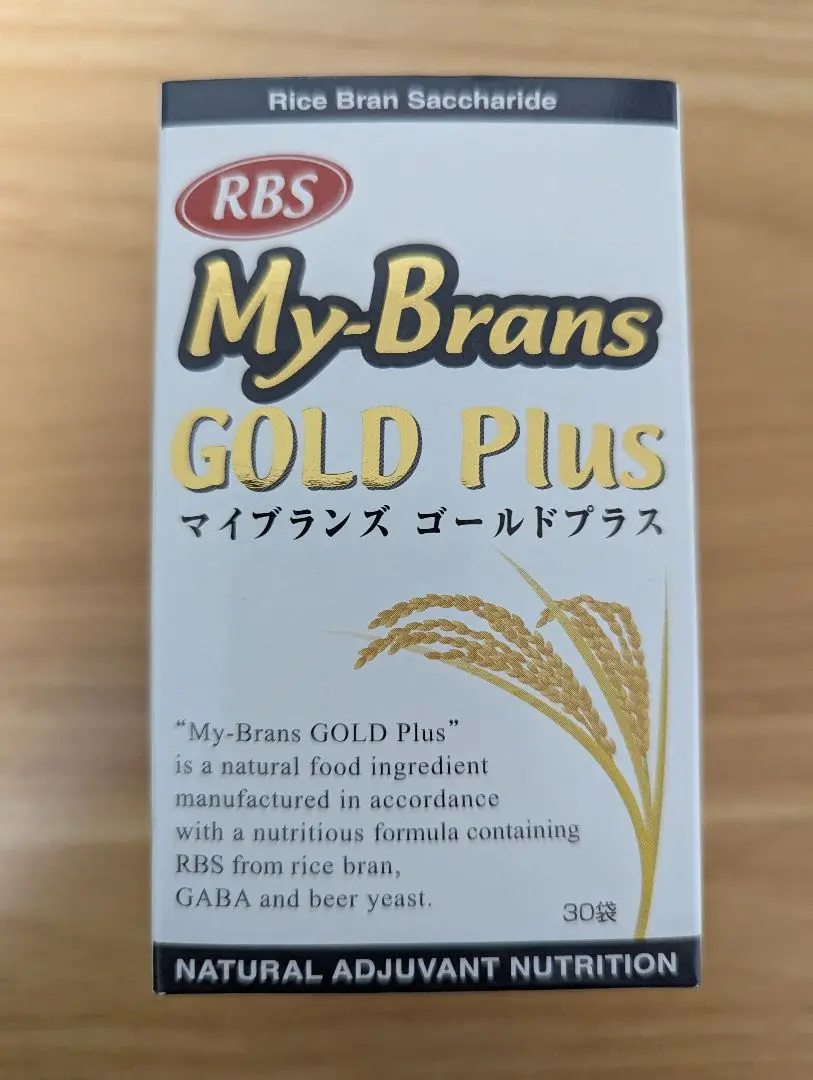 Rice Bran Saccharide
RBS
My-Brans
GOLD Plus
マイブランズ ゴールドプラス
“My-Brans GOLD Plus”
is a natural food ingredient
manufactured in accordance
with a nutritious formula containing
RBS from rice bran,
GABA and beer yeast.
30袋
NATURAL ADJUVANT NUTRITION